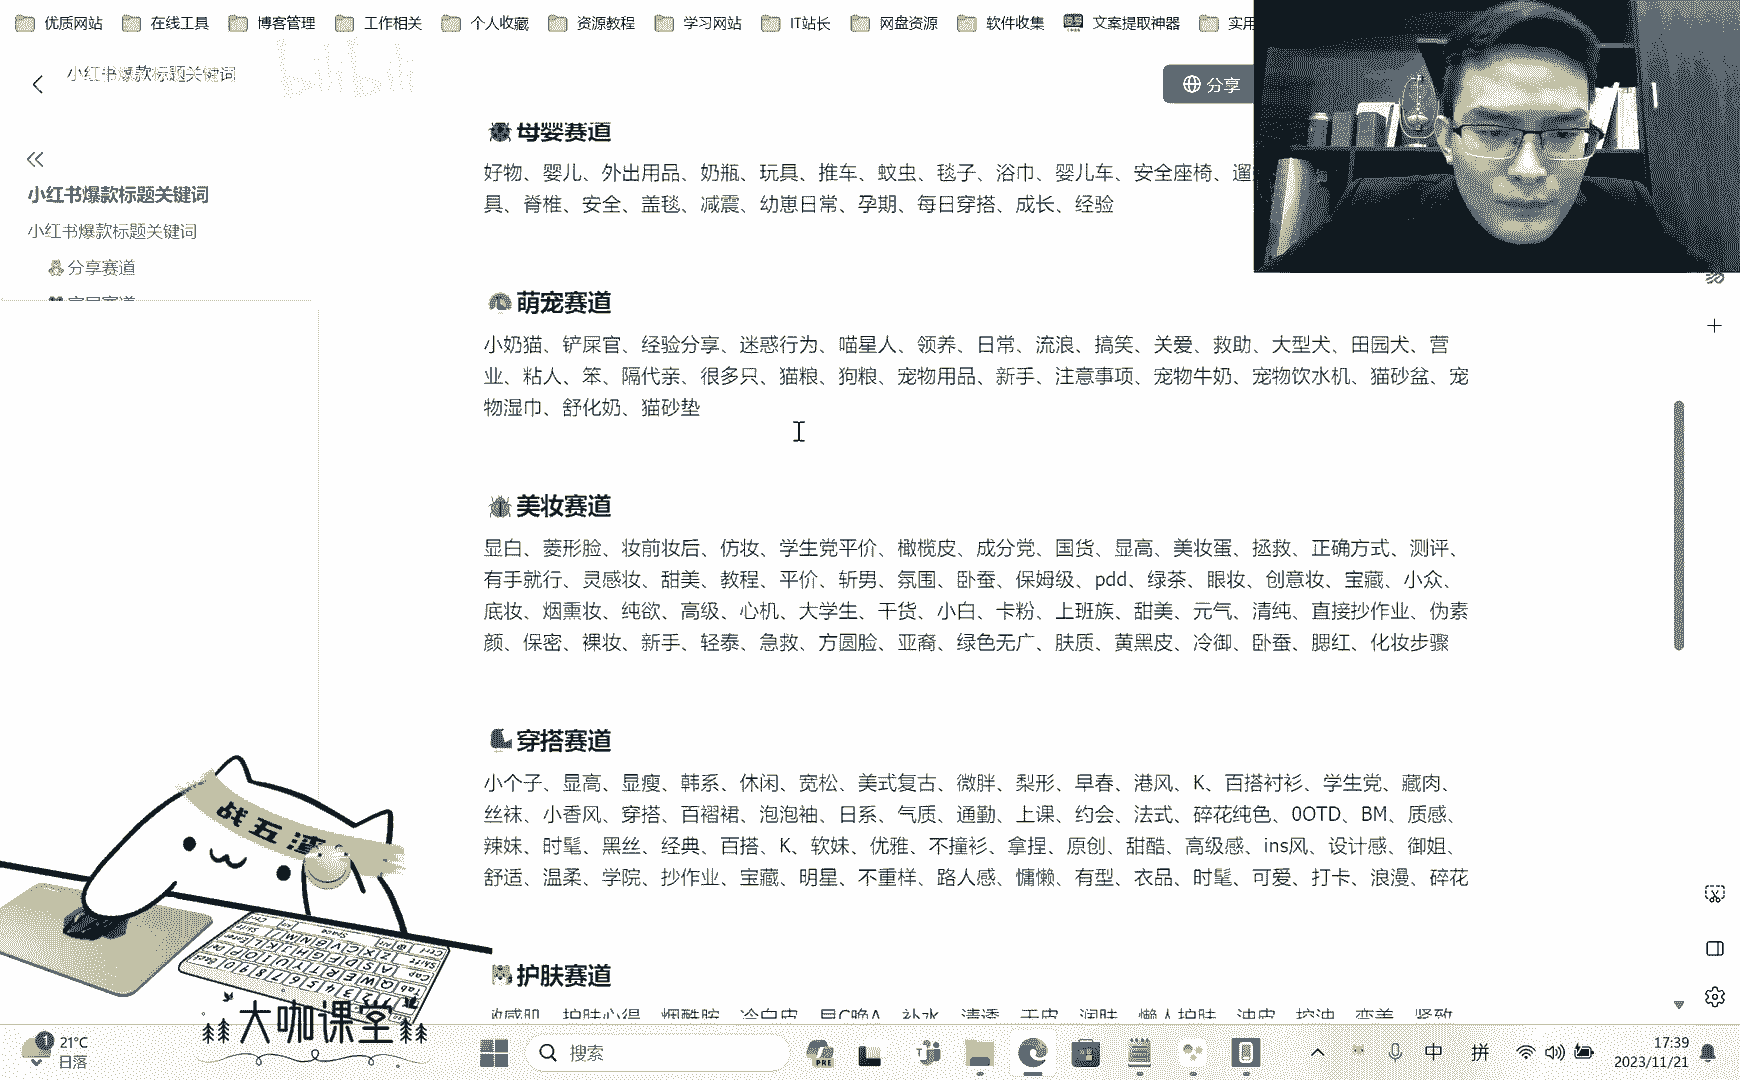 优质网站 在线工具 博客管理 工作相关 个人收藏 资源教程 学习网站 IT站长 网盘资源 软件收集 文案提取神器 实用
小红书爆款标题关键词
bilibili
分享
小红书爆款标题关键词
小红书爆款标题关键词
分享赛道
母婴赛道
好物、婴儿、外出用品、奶瓶、玩具、推车、蚊虫、毯子、浴巾、婴儿车、安全座椅、遛
具、脊椎、安全、盖毯、减震、幼崽日常、孕期、每日穿搭、成长、经验
萌宠赛道
小奶猫、铲屎官、经验分享、迷惑行为、喵星人、领养、日常、流浪、搞笑、关爱、救助、大型犬、田园犬、营
业、粘人、笨、隔代亲、很多只、猫粮、狗粮、宠物用品、新手、注意事项、宠物牛奶、宠物饮水机、猫砂盆、宠
物湿巾、舒化奶、猫砂垫
美妆赛道
显白、菱形脸、妆前妆后、仿妆、学生党平价、橄榄皮、成分党、国货、显高、美妆蛋、拯救、正确方式、测评、
有手就行、灵感妆、甜美、教程、平价、斩男、氛围、卧蚕、保姆级、pdd、绿茶、眼妆、创意妆、宝藏、小众、
底妆、烟熏妆、纯欲、高级、心机、大学生、干货、小白、卡粉、上班族、甜美、元气、清纯、直接抄作业、伪素
颜、保密、裸妆、新手、轻泰、急救、方圆脸、亚裔、绿色无广、肤质、黄黑皮、冷御、卧蚕、腮红、化妆步骤
穿搭赛道
小个子、显高、显瘦、韩系、休闲、宽松、美式复古、微胖、梨形、早春、港风、K、百搭衬衫、学生党、藏肉、
丝袜、小香风、穿搭、百褶裙、泡泡袖、日系、气质、通勤、上课、约会、法式、碎花纯色、0OTD、BM、质感、
辣妹、时髦、黑丝、经典、百搭、K、软妹、优雅、不撞衫、拿捏、原创、甜酷、高级感、ins风、设计感、御姐、
舒适、温柔、学院、抄作业、宝藏、明星、不重样、路人感、慵懒、有型、衣品、时髦、可爱、打卡、浪漫、碎花
护肤赛道
战五渣
大咖课堂
21°C
日落
搜索
PRE
中 拼
17:39
2023/11/21